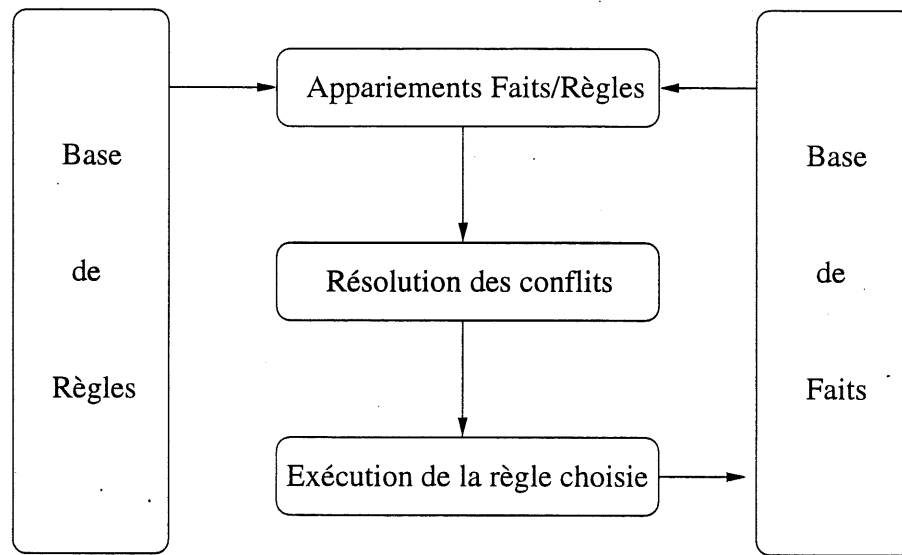 Base
de
Règles
Appariements Faits/Règles
Résolution des conflits
Exécution de la règle choisie
Base
de
Faits